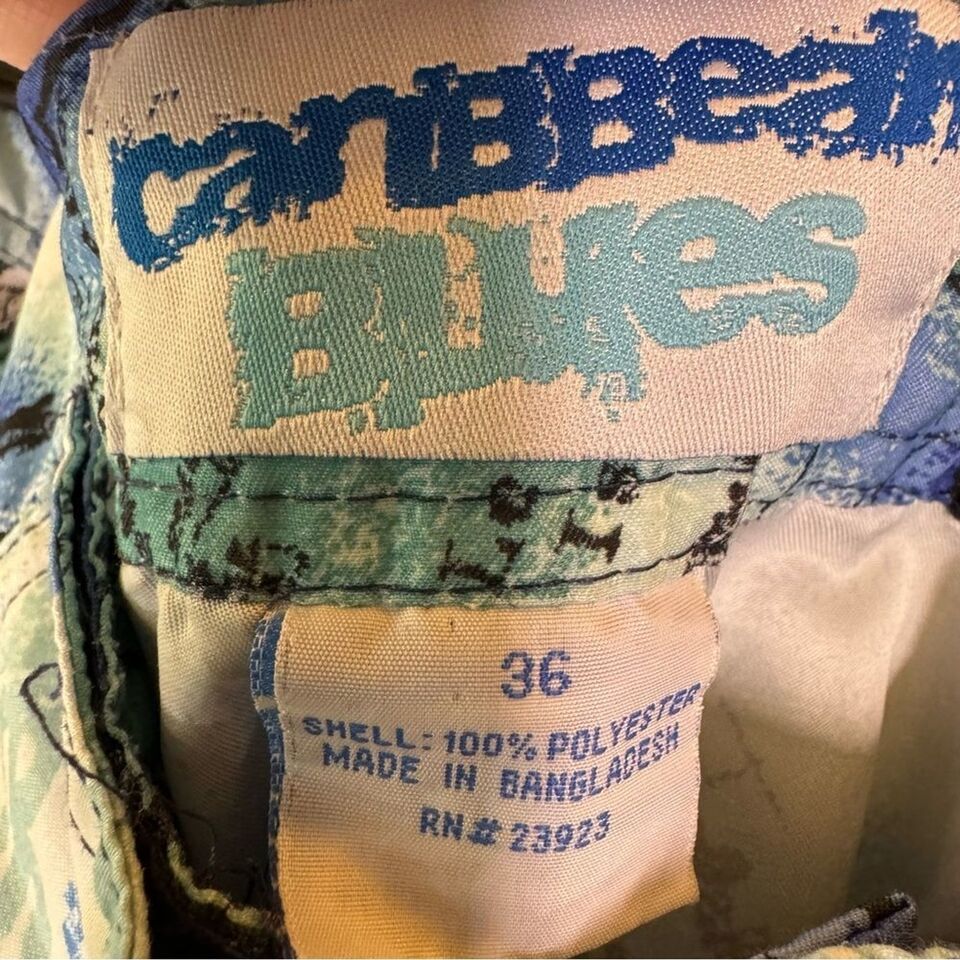 CariBBean
Blues
36
SHELL: 100% POLYESTER
MADE IN BANGLADESH
RN# 23923